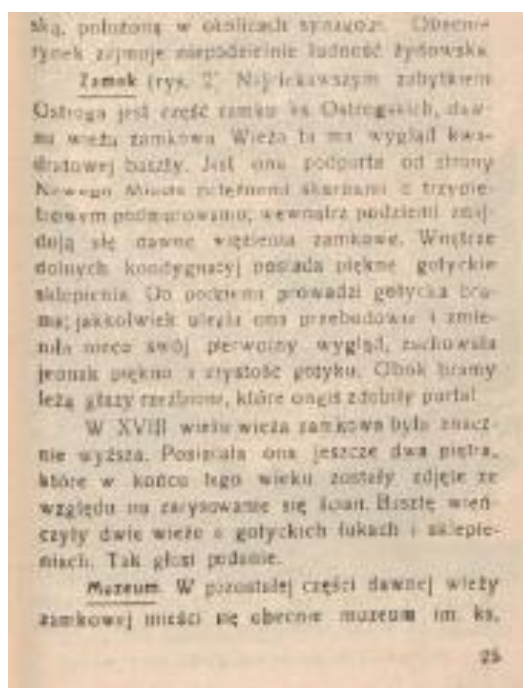 ską, położoną w okolicach synagogi. Obecnie
rynek zajmuje niepodzielnie ludność żydowska.
Zamek (rys. 2. Najciekawszym zabytkiem
Ostroga jest część zamku ks. Ostrogskich, daw-
na wieża zamkowa. Wieża ta ma wygląd kwa-
dratowej baszty. Jest ona podparta od strony
Nowego Miasta potężnemi skarpami z trzypię-
trowem podmurowaniu; wewnątrz podziemi znaj-
dują się dawne więzienia zamkowe. Wnętrze
dolnych kondygnacyj posiada piękne gotyckie
sklepienia. Do podziemi prowadzi gotycka bra-
ma; jakkolwiek uległa ona przebudowie i zmie-
niła nieco swój pierwotny wygląd, zachowała
jednak piękno i czystość gotyku. Obok bramy
leżą głazy rzeźbione, które ongiś zdobiły portal.
W XVIII wieku wieża zamkowa była znacz-
nie wyższa. Posiadała ona jeszcze dwa piętra,
które w końcu tego wieku zostały zdjęte ze
względu na zarysowanie się ścian. Basztę wień-
czyły dwie wieże o gotyckich łukach i sklepie-
niach. Tak głosi podanie.
Muzeum. W pozostałej części dawnej wieży
zamkowej mieści się obecnie muzeum im. ks.
25